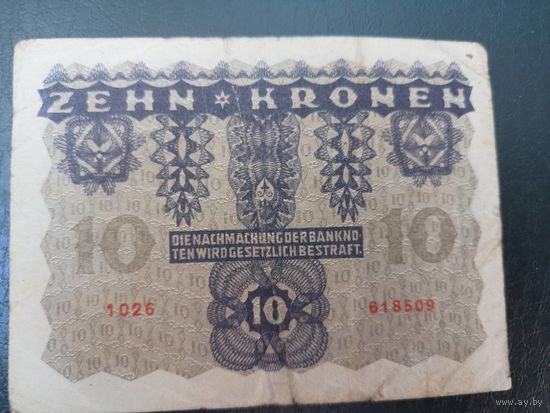 ZEHN ✶ KRONEN
10 10
DIE NACHMACHUNG DER BANKNO-
TEN WIRD GESETZLICH BESTRAFT.
1026 618509
10
www.ay.by